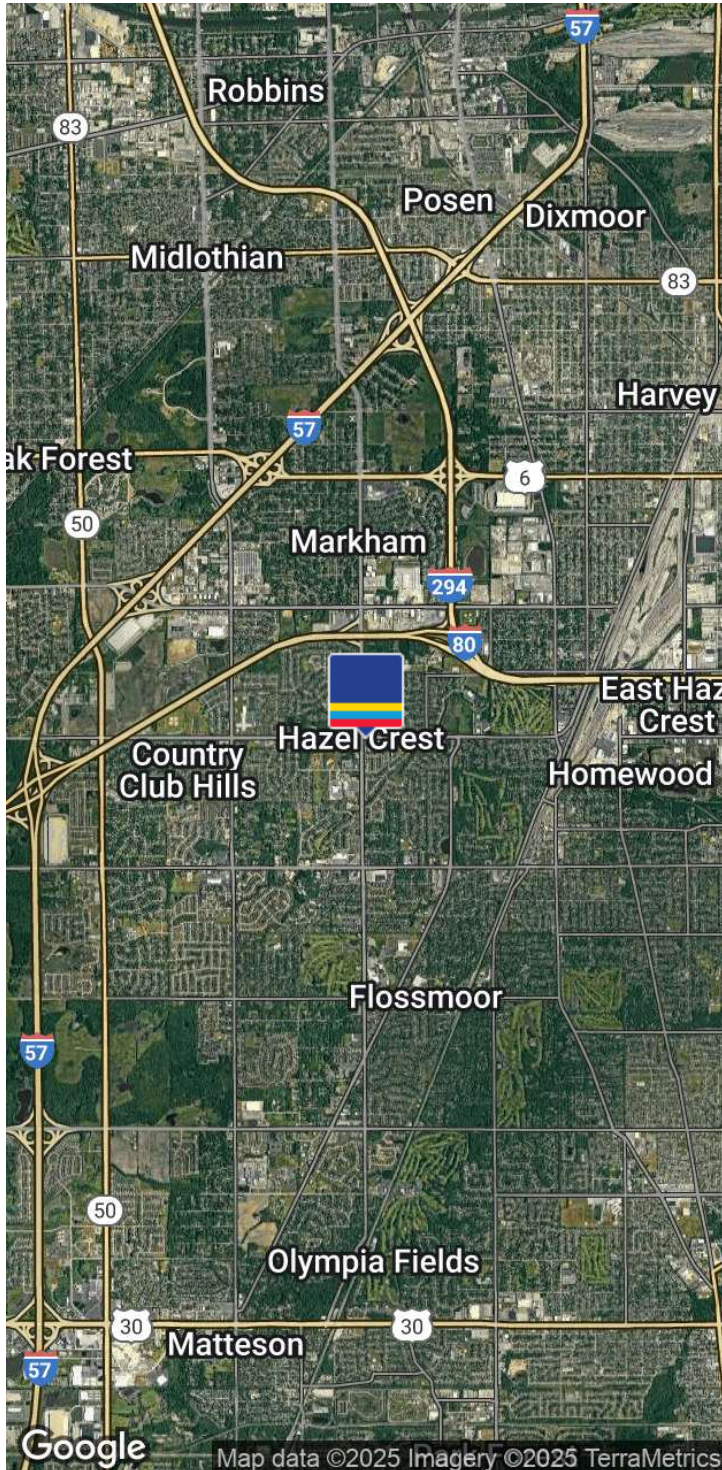 57
Robbins
83
Posen
Dixmoor
Midlothian
83
Harvey
57
ak Forest
6
50
Markham
294
80
East Haz
Crest
Hazel Crest
Country
Club Hills
Homewood
Flossmoor
57
50
Olympia Fields
30
30
Matteson
57
Google
Map data ©2025 Imagery ©2025 TerraMetrics